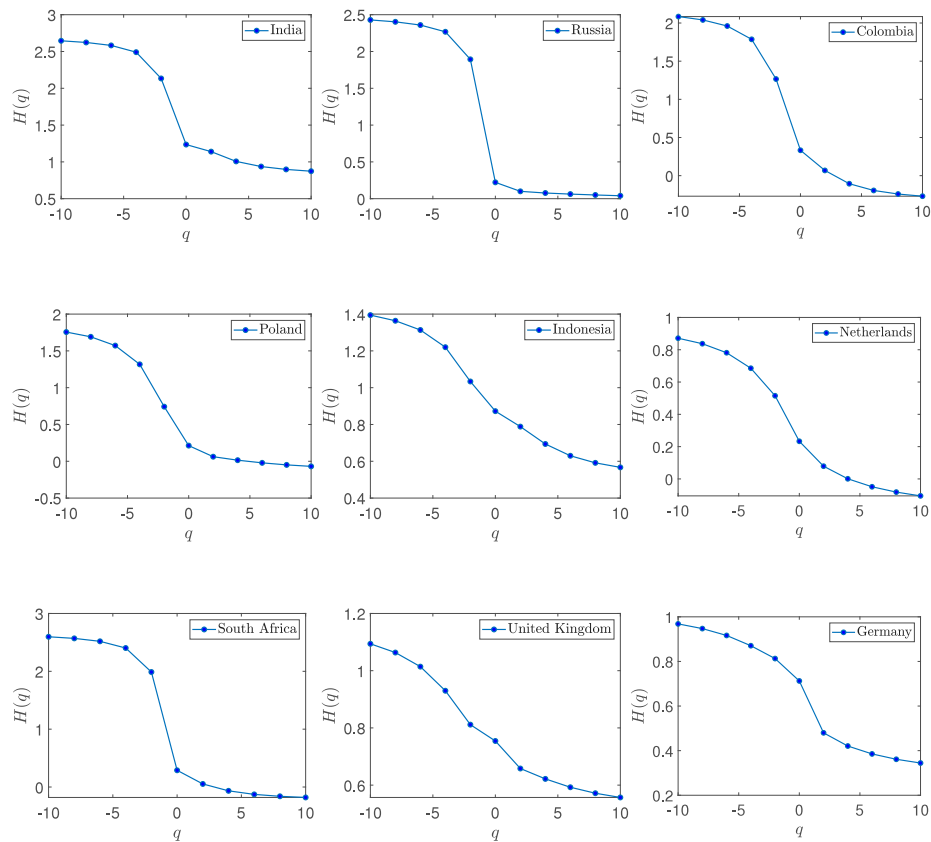 3
2.5
2
1.5
1
0.5
-10 -5 0 5 10
H(q)
q
India
2.5
2
1.5
1
0.5
0
-10 -5 0 5 10
H(q)
q
Russia
2
1.5
1
0.5
0
-10 -5 0 5 10
H(q)
q
Colombia
2
1.5
1
0.5
0
-0.5
-10 -5 0 5 10
H(q)
q
Poland
1.4
1.2
1
0.8
0.6
0.4
-10 -5 0 5 10
H(q)
q
Indonesia
1
0.8
0.6
0.4
0.2
0
-10 -5 0 5 10
H(q)
q
Netherlands
3
2
1
0
-10 -5 0 5 10
H(q)
q
South Africa
1.2
1
0.8
0.6
-10 -5 0 5 10
H(q)
q
United Kingdom
1
0.8
0.6
0.4
0.2
-10 -5 0 5 10
H(q)
q
Germany